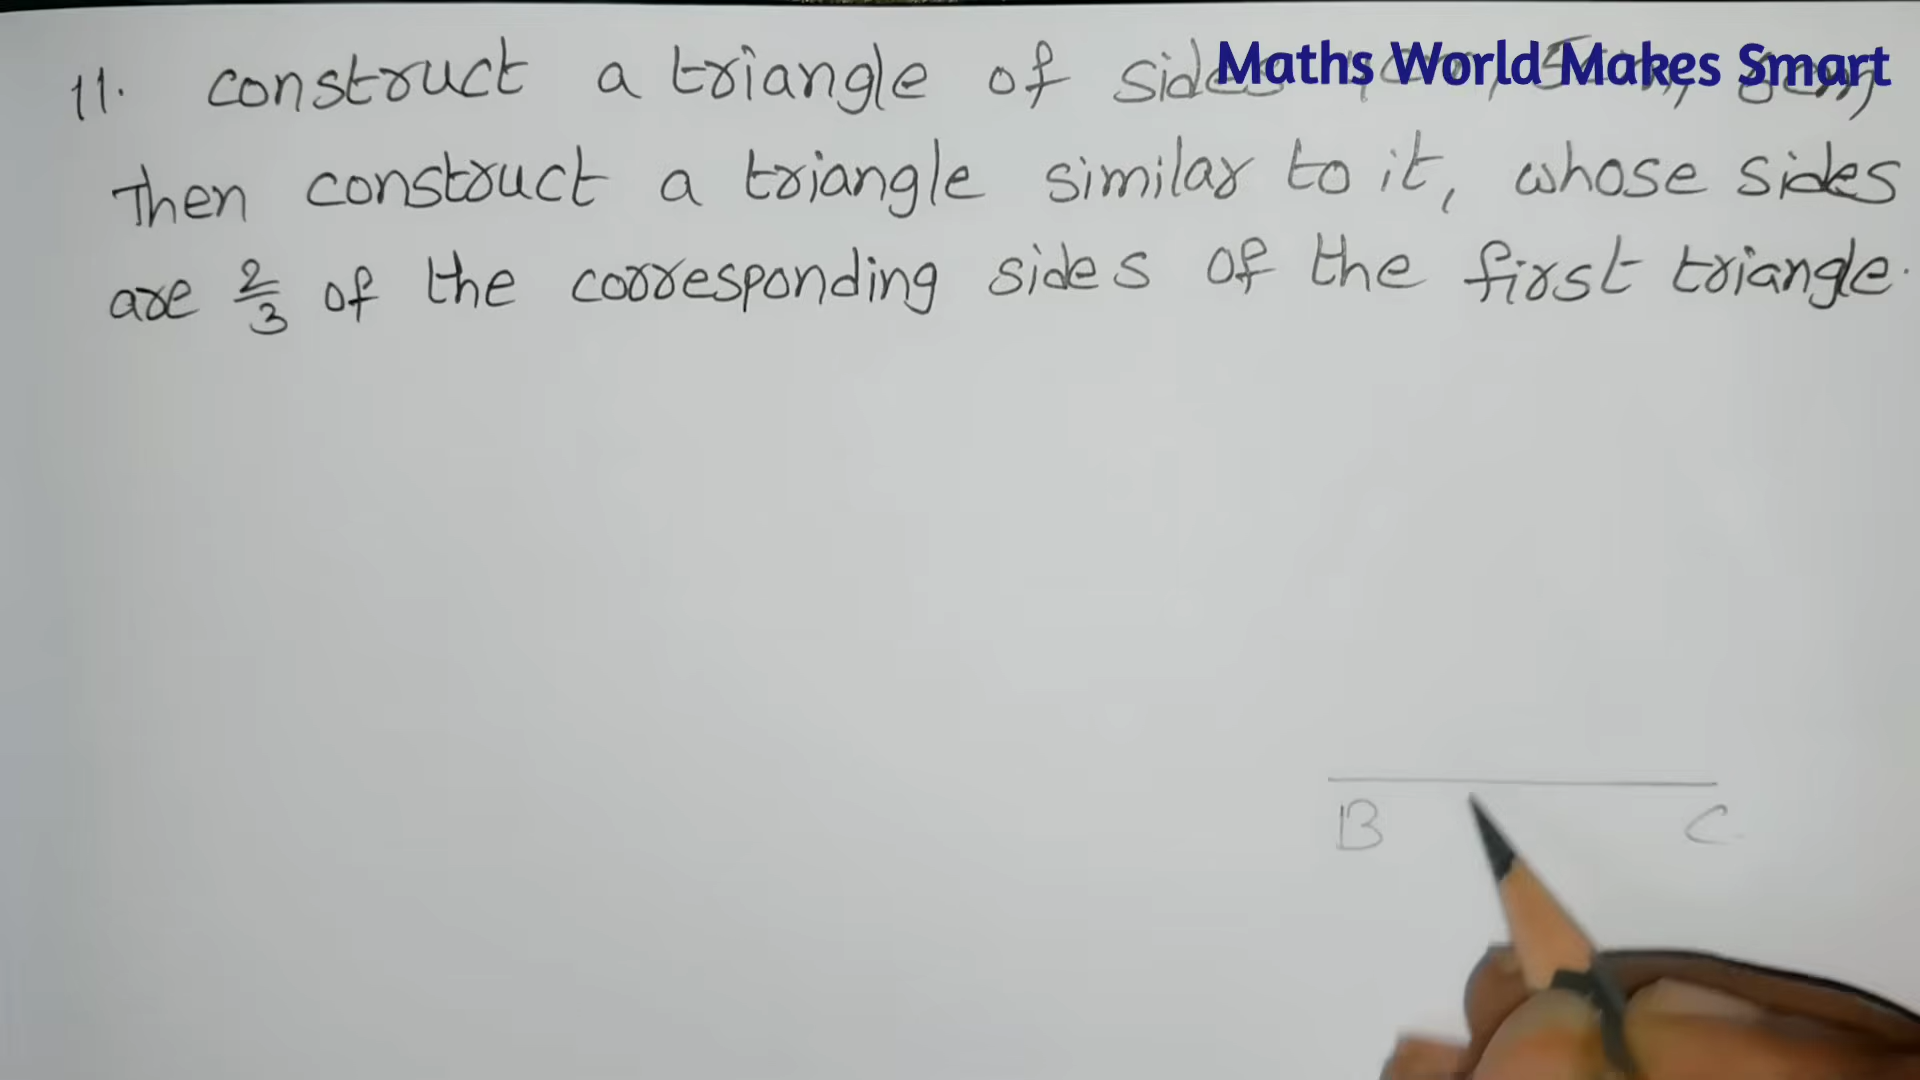 Maths World Makes Smart
11. construct a triangle of sides
Then construct a triangle similar to it, whose sides
are 2/3 of the corresponding sides of the first triangle.
B C